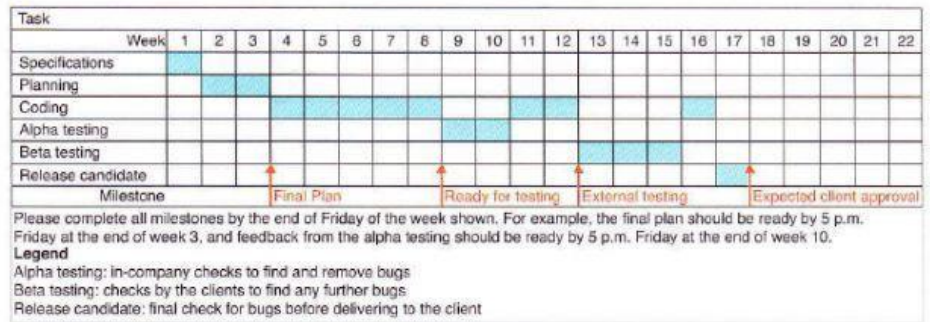 Task
Week 1 2 3 4 5 6 7 8 9 10 11 12 13 14 15 16 17 18 19 20 21 22
Specifications
Planning
Coding
Alpha testing
Beta testing
Release candidate
Milestone Final Plan Ready for testing External testing Expected client approval
Please complete all milestones by the end of Friday of the week shown. For example, the final plan should be ready by 5 p.m.
Friday at the end of week 3, and feedback from the alpha testing should be ready by 5 p.m. Friday at the end of week 10.
Legend
Alpha testing: in-company checks to find and remove bugs
Beta testing: checks by the clients to find any further bugs
Release candidate: final check for bugs before delivering to the client